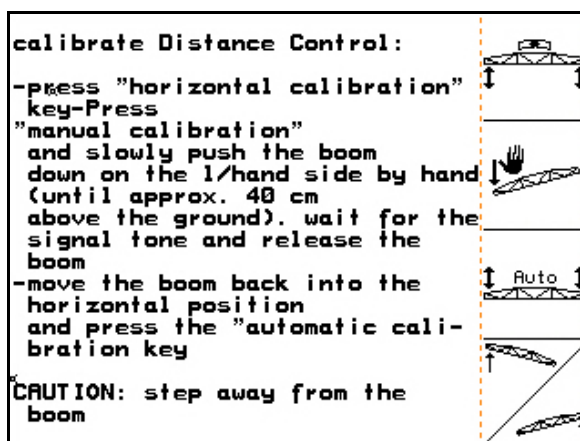 calibrate Distance Control:
-press "horizontal calibration"
key-Press
"manual calibration"
and slowly push the boom
down on the l/hand side by hand
(until approx. 40 cm
above the ground). wait for the
signal tone and release the
boom
-move the boom back into the
horizontal position
and press the "automatic cali-
bration key
CAUTION: step away from the
boom
Auto